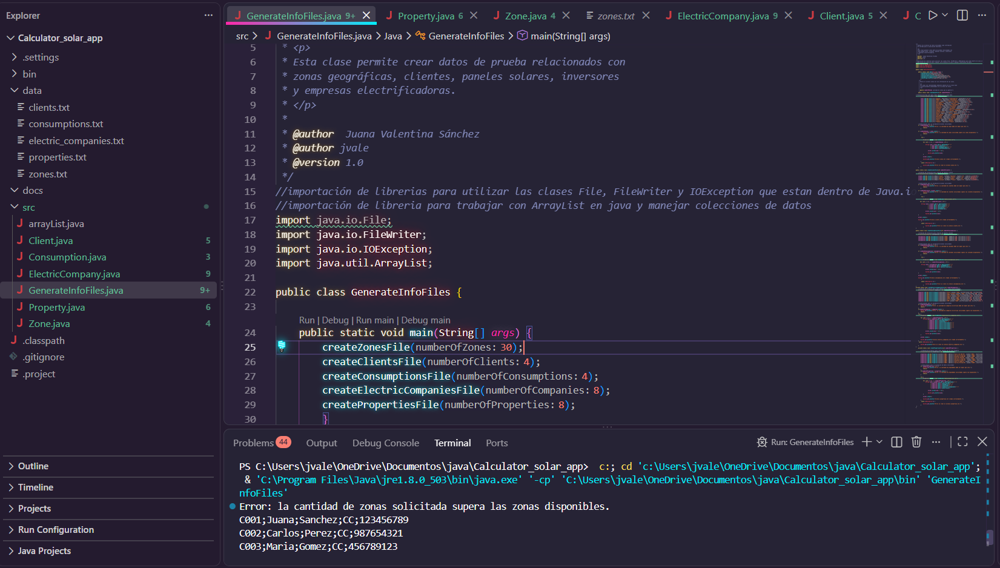 Explorer
Calculator_solar_app
.settings
bin
data
clients.txt
consumptions.txt
electric_companies.txt
properties.txt
zones.txt
docs
src
arrayList.java
Client.java 5
Consumption.java 3
ElectricCompany.java 9
GenerateInfoFiles.java 9+
Property.java 6
Zone.java 4
.classpath
.gitignore
.project
Outline
Timeline
Projects
Run Configuration
Java Projects
GenerateInfoFiles.java 9+ Property.java 6 Zone.java 4 zones.txt ElectricCompany.java 9 Client.java 5 C
src > GenerateInfoFiles.java > Java > GenerateInfoFiles > main(String[] args)
5 * <p>
6 * Esta clase permite crear datos de prueba relacionados con
7 * zonas geográficas, clientes, paneles solares, inversores
8 * y empresas electrificadoras.
9 * </p>
10 *
11 * @author  Juana Valentina Sánchez
12 * @author jvale
13 * @version 1.0
14 */
15 //importación de librerias para utilizar las clases File, FileWriter y IOException que estan dentro de Java.io
16 //importación de libreria para trabajar con ArrayList en java y manejar colecciones de datos
17 import java.io.File;
18 import java.io.FileWriter;
19 import java.io.IOException;
20 import java.util.ArrayList;
21
22 public class GenerateInfoFiles {
23
Run | Debug | Run main | Debug main
24 public static void main(String[] args) {
25 createZonesFile(numberOfZones: 30);
26 createClientsFile(numberOfClients: 4);
27 createConsumptionsFile(numberOfConsumptions: 4);
28 createElectricCompaniesFile(numberOfCompanies: 8);
29 createPropertiesFile(numberOfProperties: 8);
30 }
Problems 44 Output Debug Console Terminal Ports Run: GenerateInfoFiles
PS C:\Users\jvale\OneDrive\Documentos\java\Calculator_solar_app>  c:; cd 'c:\Users\jvale\OneDrive\Documentos\java\Calculator_solar_app';
& 'C:\Program Files\Java\jre1.8.0_503\bin\java.exe' '-cp' 'C:\Users\jvale\OneDrive\Documentos\java\Calculator_solar_app\bin' 'GenerateI
nfoFiles'
Error: la cantidad de zonas solicitada supera las zonas disponibles.
C001;Juana;Sanchez;CC;123456789
C002;Carlos;Perez;CC;987654321
C003;Maria;Gomez;CC;456789123